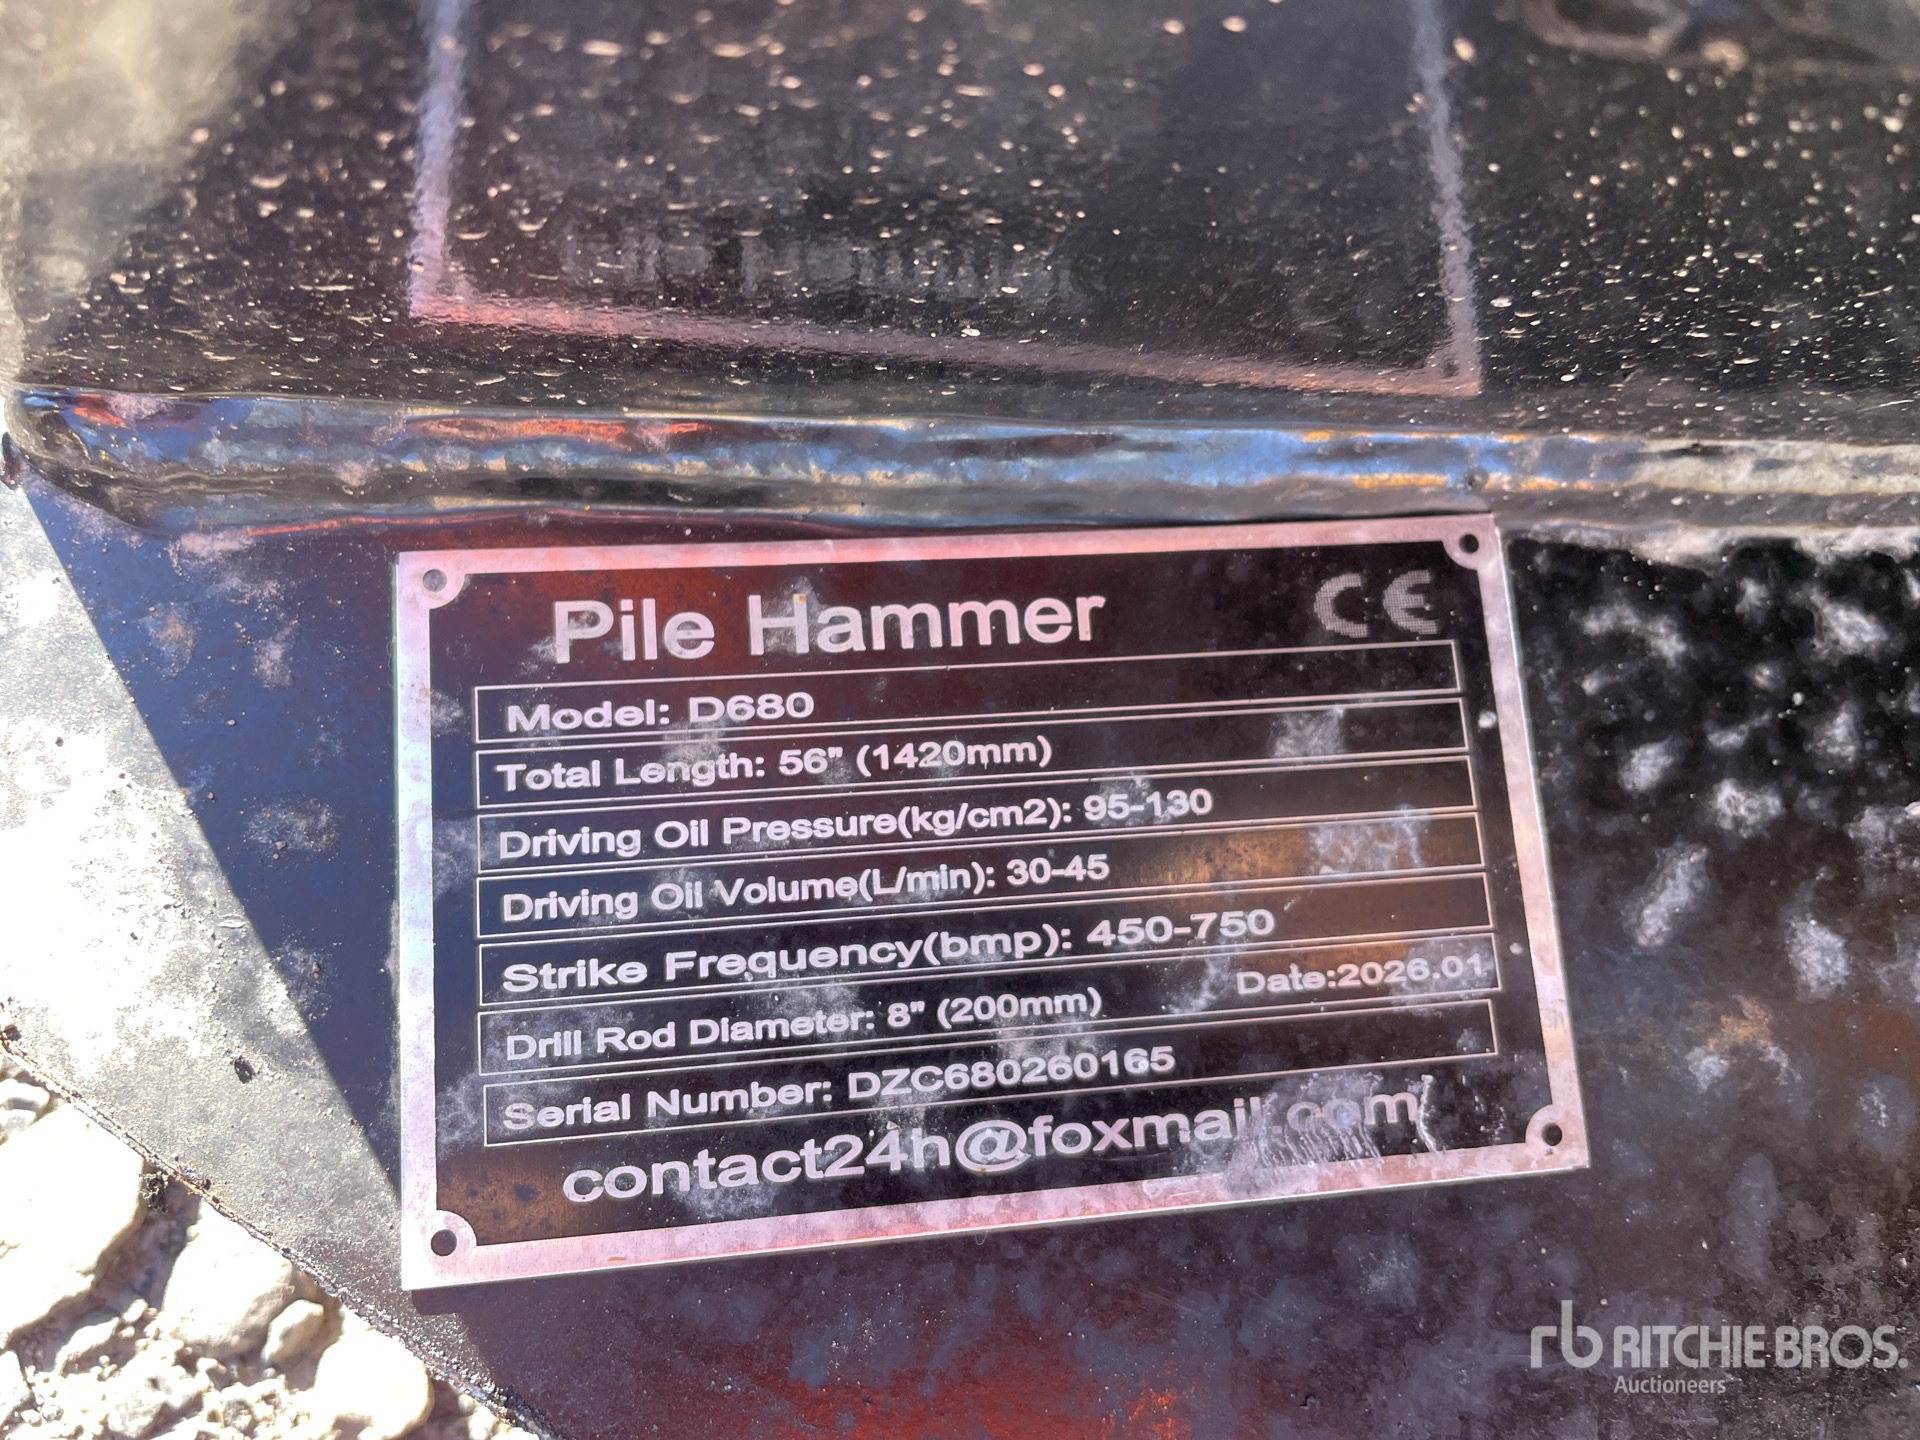 Pile Hammer CE
Model: D680
Total Length: 56" (1420mm)
Driving Oil Pressure(kg/cm2): 95-130
Driving Oil Volume(L/min): 30-45
Strike Frequency(bmp): 450-750
Drill Rod Diameter: 8" (200mm) Date:2026.01
Serial Number: DZC680260165
contact24h@foxmail.com
rb RITCHIE BROS.
Auctioneers